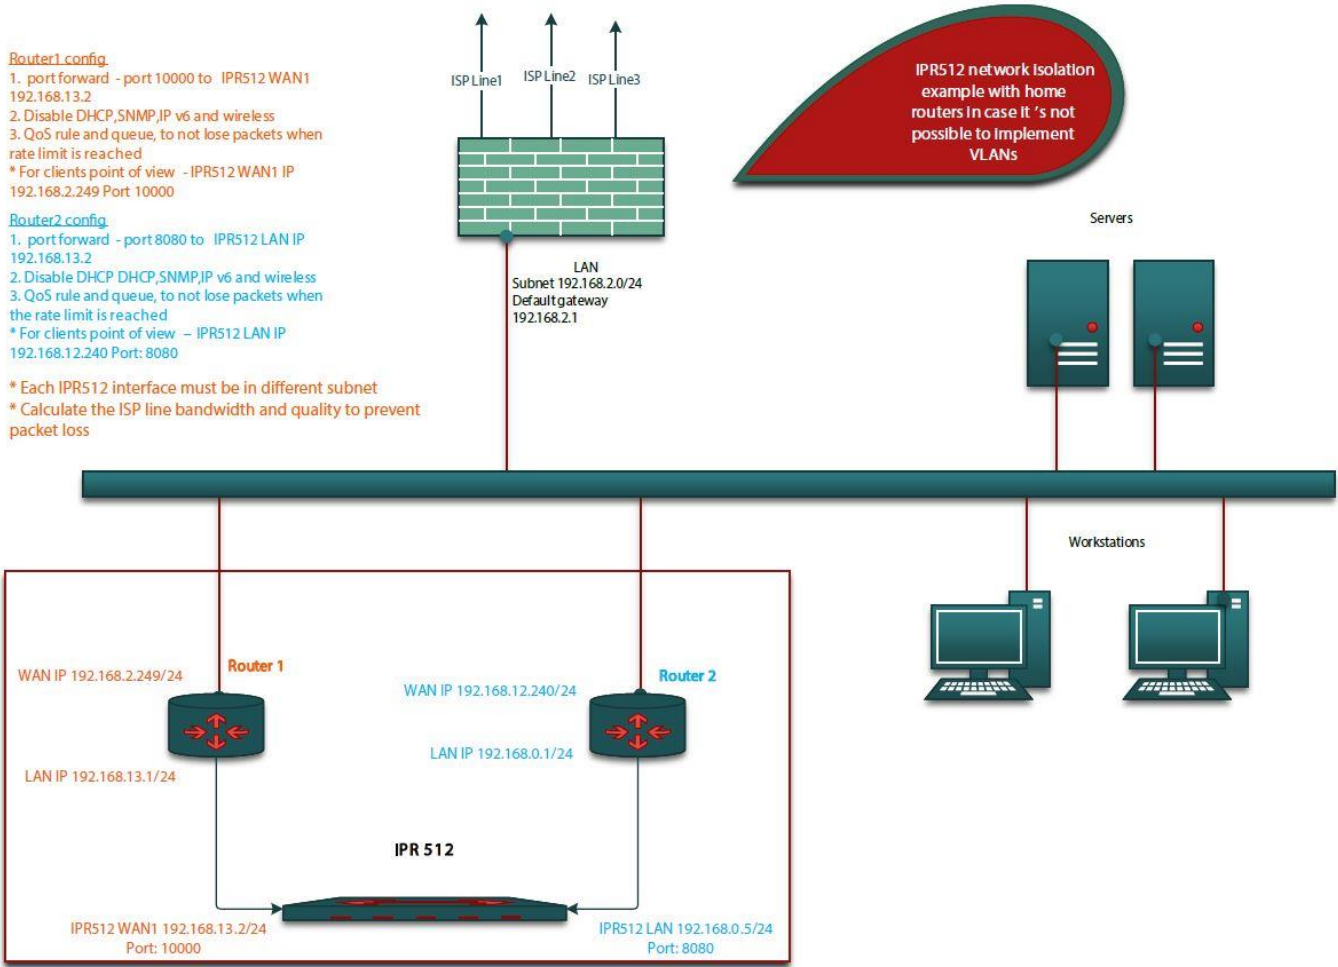 Router1 config
1. port forward - port 10000 to IPR512 WAN1
192.168.13.2
2. Disable DHCP,SNMP,IP v6 and wireless
3. QoS rule and queue, to not lose packets when
rate limit is reached
* For clients point of view - IPR512 WAN1 IP
192.168.2.249 Port 10000
Router2 config
1. port forward - port 8080 to IPR512 LAN IP
192.168.13.2
2. Disable DHCP DHCP,SNMP,IP v6 and wireless
3. QoS rule and queue, to not lose packets when
the rate limit is reached
* For clients point of view – IPR512 LAN IP
192.168.12.240 Port: 8080
* Each IPR512 interface must be in different subnet
* Calculate the ISP line bandwidth and quality to prevent
packet loss
ISP Line1
ISP Line2
ISP Line3
IPR512 network isolation
example with home
routers in case it 's not
possible to implement
VLANs
LAN
Subnet 192.168.2.0/24
Default gateway
192.168.2.1
Servers
Workstations
Router 1
WAN IP 192.168.2.249/24
LAN IP 192.168.13.1/24
Router 2
WAN IP 192.168.12.240/24
LAN IP 192.168.0.1/24
IPR 512
IPR512 WAN1 192.168.13.2/24
Port: 10000
IPR512 LAN 192.168.0.5/24
Port: 8080